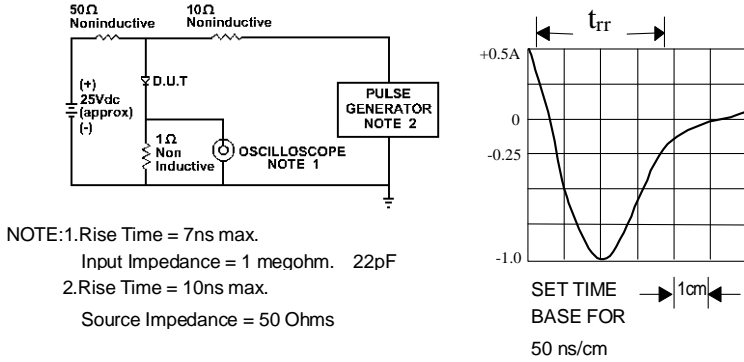 50Ω
Noninductive
10Ω
Noninductive
(+)
25Vdc
(approx)
(-)
D.U.T
1Ω
Non
Inductive
OSCILLOSCOPE
NOTE 1
PULSE
GENERATOR
NOTE 2
NOTE:1.Rise Time = 7ns max.
Input Impedance = 1 megohm. 22pF
2.Rise Time = 10ns max.
Source Impedance = 50 Ohms
trr
+0.5A
0
-0.25
-1.0
SET TIME
BASE FOR
50 ns/cm
1cm